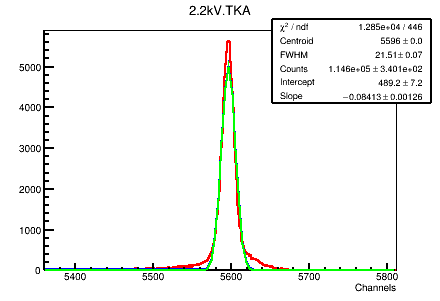 2.2kV.TKA
χ² / ndf 1.285e+04 / 446
Centroid 5596 ± 0.0
FWHM 21.51 ± 0.07
Counts 1.146e+05 ± 3.401e+02
Intercept 489.2 ± 7.2
Slope −0.08413 ± 0.00126
5000
4000
3000
2000
1000
0
5400 5500 5600 5700 5800
Channels